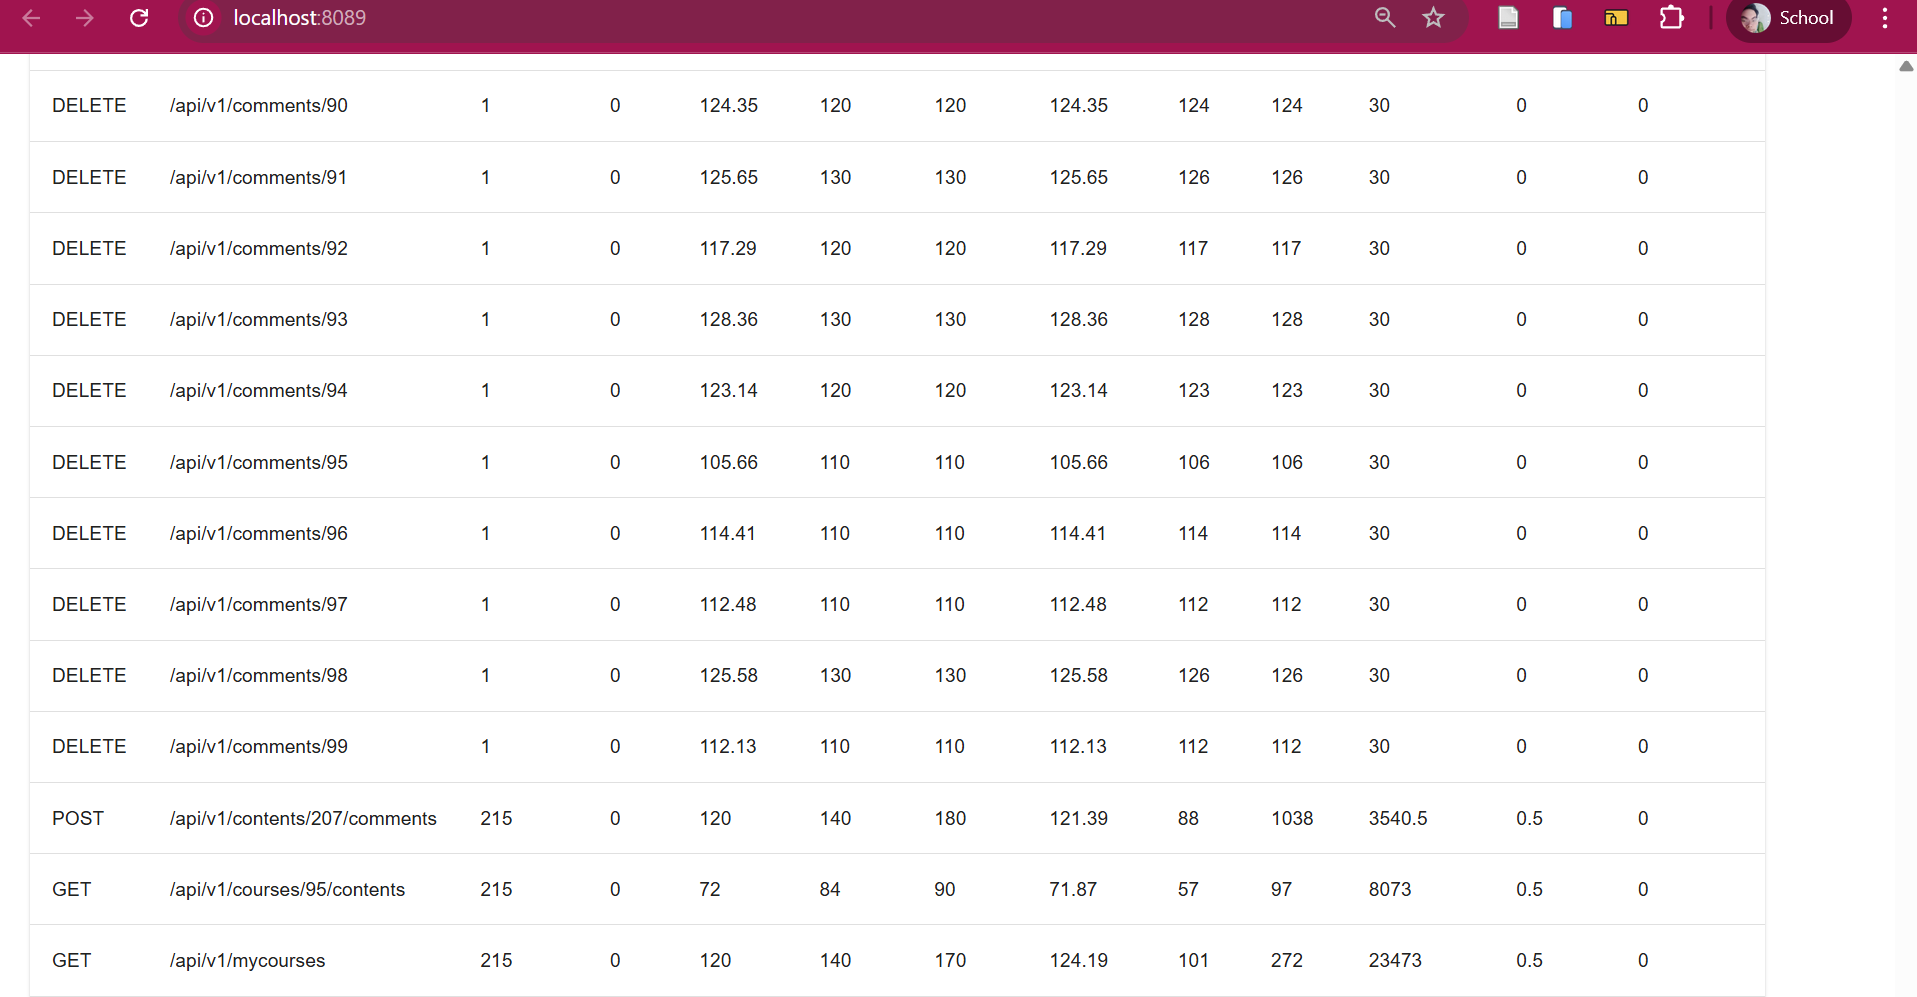 localhost:8089 School
DELETE /api/v1/comments/90 1 0 124.35 120 120 124.35 124 124 30 0 0
DELETE /api/v1/comments/91 1 0 125.65 130 130 125.65 126 126 30 0 0
DELETE /api/v1/comments/92 1 0 117.29 120 120 117.29 117 117 30 0 0
DELETE /api/v1/comments/93 1 0 128.36 130 130 128.36 128 128 30 0 0
DELETE /api/v1/comments/94 1 0 123.14 120 120 123.14 123 123 30 0 0
DELETE /api/v1/comments/95 1 0 105.66 110 110 105.66 106 106 30 0 0
DELETE /api/v1/comments/96 1 0 114.41 110 110 114.41 114 114 30 0 0
DELETE /api/v1/comments/97 1 0 112.48 110 110 112.48 112 112 30 0 0
DELETE /api/v1/comments/98 1 0 125.58 130 130 125.58 126 126 30 0 0
DELETE /api/v1/comments/99 1 0 112.13 110 110 112.13 112 112 30 0 0
POST /api/v1/contents/207/comments 215 0 120 140 180 121.39 88 1038 3540.5 0.5 0
GET /api/v1/courses/95/contents 215 0 72 84 90 71.87 57 97 8073 0.5 0
GET /api/v1/mycourses 215 0 120 140 170 124.19 101 272 23473 0.5 0